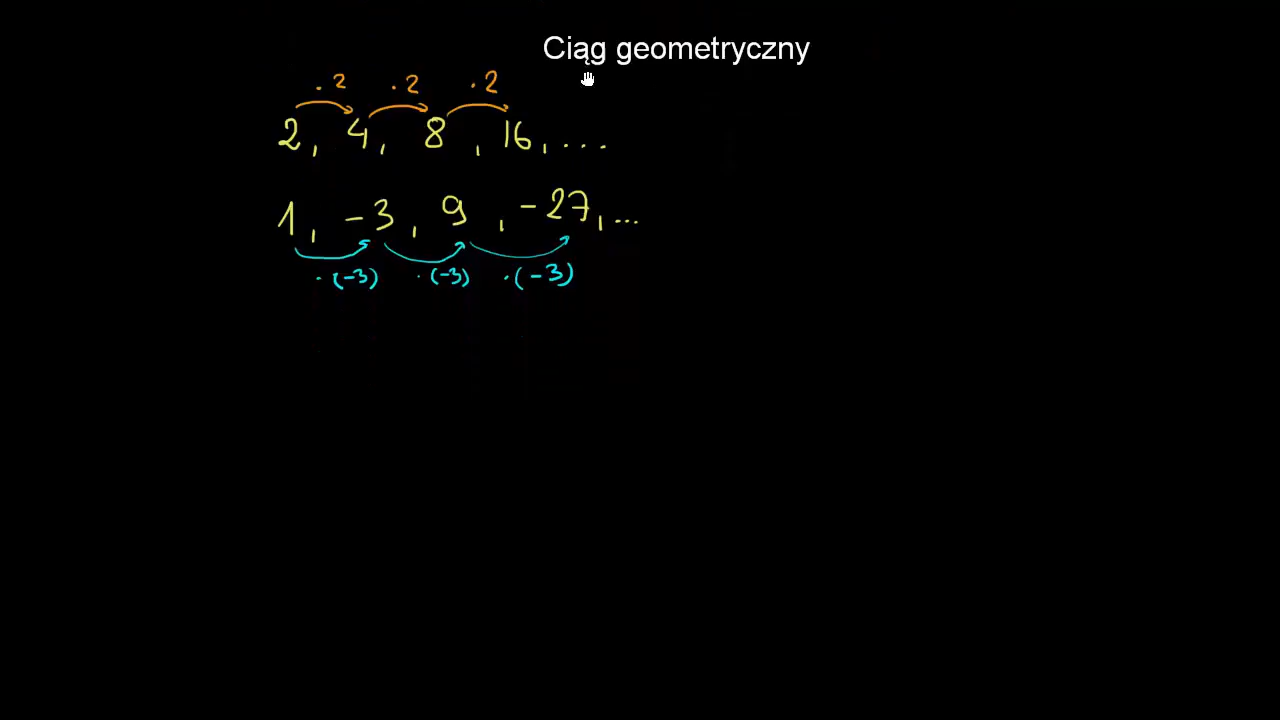 Ciąg geometryczny
· 2 · 2 · 2
2, 4, 8, 16, ...
1, -3, 9, -27, ...
· (-3) · (-3) · (-3)